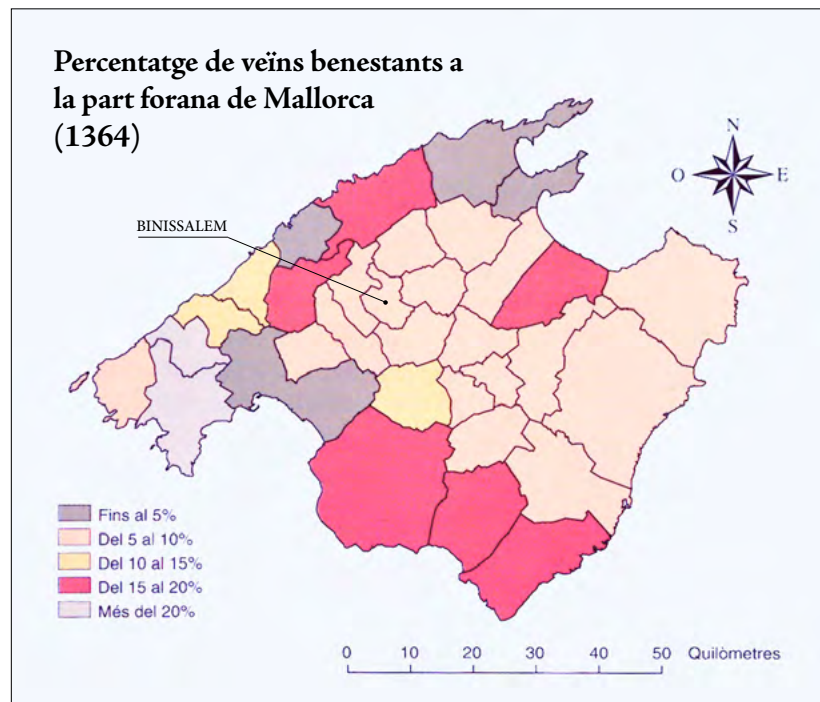 Percentatge de veïns benestants a
la part forana de Mallorca
(1364)
N
O
E
S
BINISSALEM
Fins al 5%
Del 5 al 10%
Del 10 al 15%
Del 15 al 20%
Més del 20%
0 10 20 30 40 50 Quilòmetres